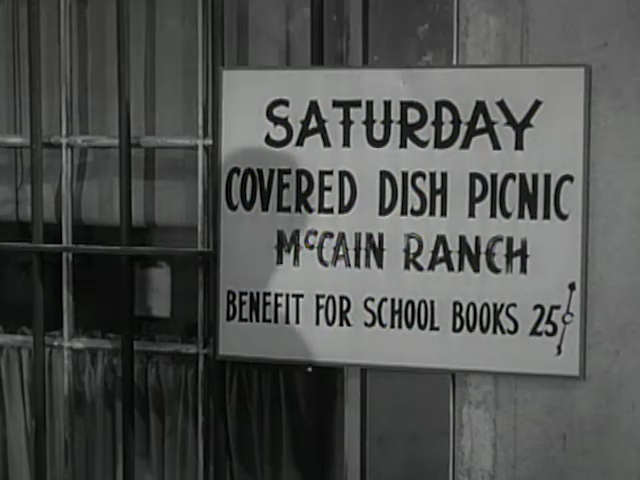 SATURDAY
COVERED DISH PICNIC
McCAIN RANCH
BENEFIT FOR SCHOOL BOOKS 25¢